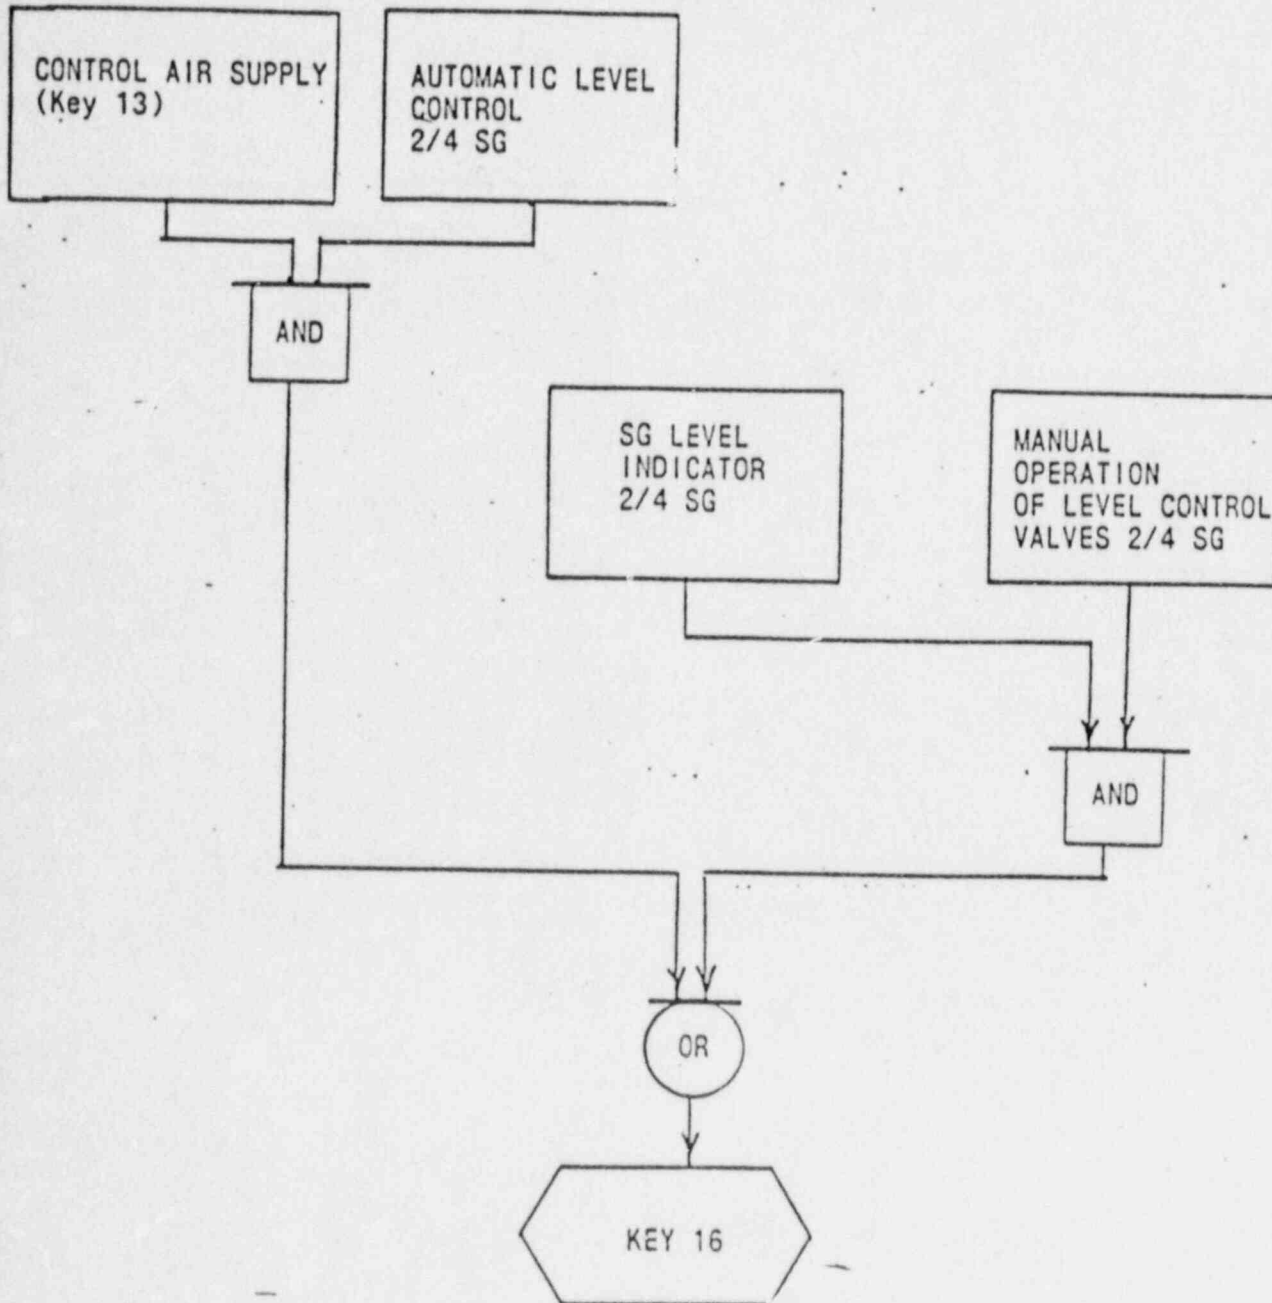 CONTROL AIR SUPPLY
(Key 13)
AUTOMATIC LEVEL
CONTROL
2/4 SG
AND
SG LEVEL
INDICATOR
2/4 SG
MANUAL
OPERATION
OF LEVEL CONTROL
VALVES 2/4 SG
AND
OR
KEY 16